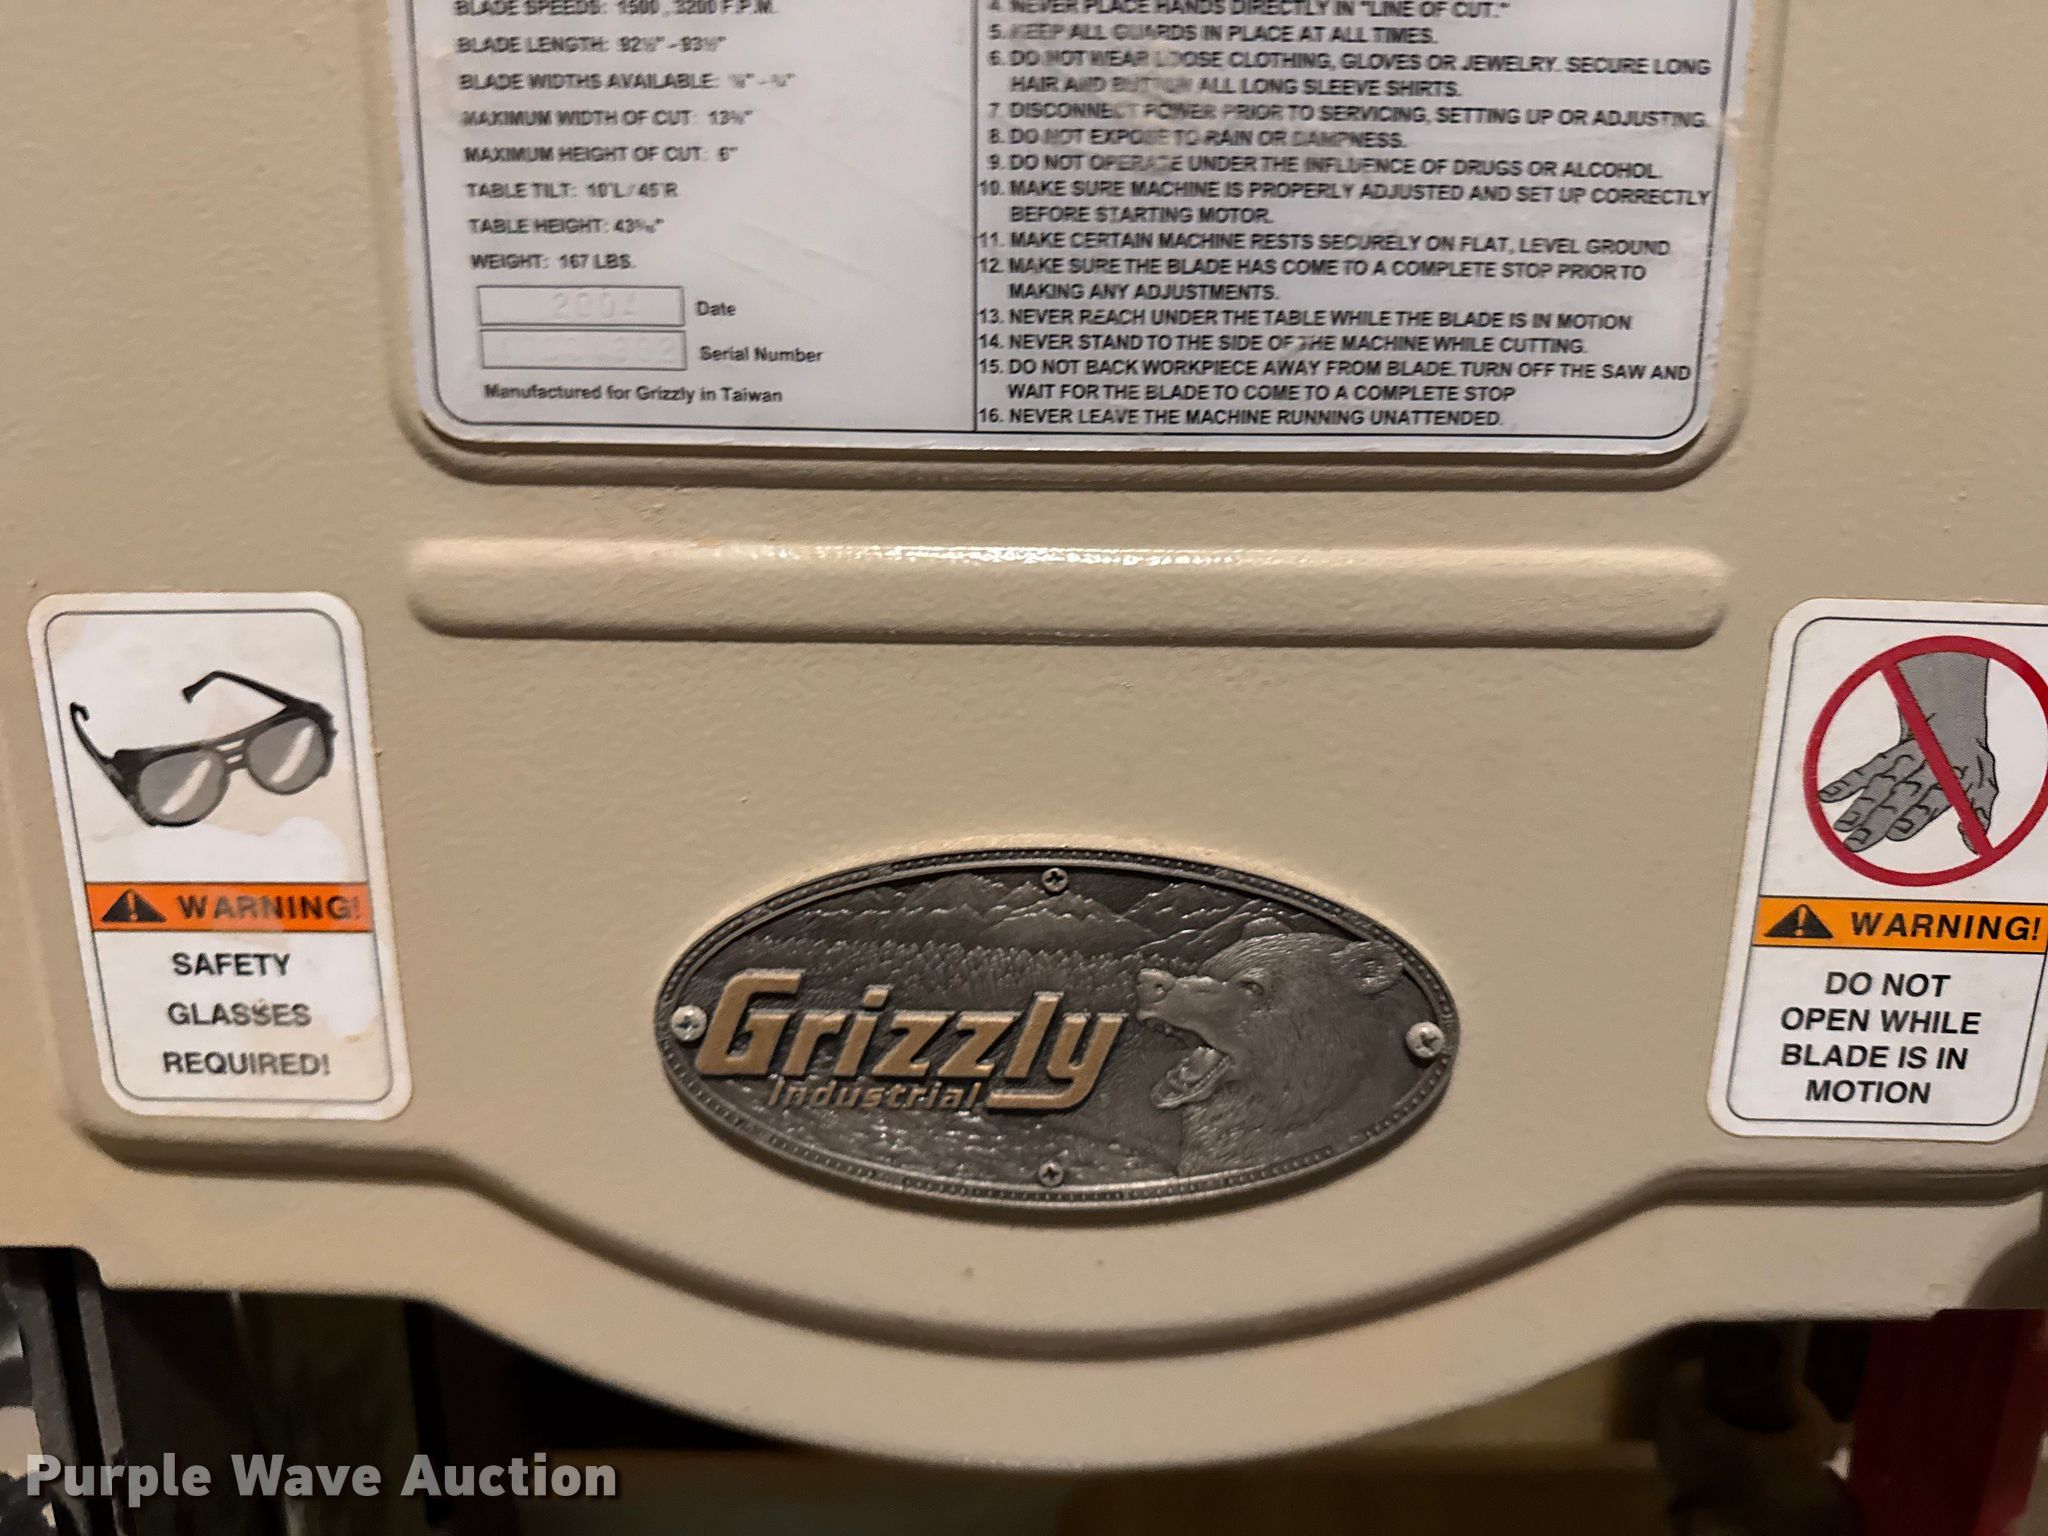 BLADE SPEEDS: 1500 , 3200 F.P.M.
BLADE LENGTH: 92½" - 93½"
BLADE WIDTHS AVAILABLE:
MAXIMUM WIDTH OF CUT:
MAXIMUM HEIGHT OF CUT: 6"
TABLE TILT: 10°L / 45°R
TABLE HEIGHT:
WEIGHT: 167 LBS.
2004 Date
Serial Number
Manufactured for Grizzly in Taiwan
4. NEVER PLACE HANDS DIRECTLY IN "LINE OF CUT."
5. KEEP ALL GUARDS IN PLACE AT ALL TIMES.
6. DO NOT WEAR LOOSE CLOTHING, GLOVES OR JEWELRY. SECURE LONG
HAIR AND BUTTON ALL LONG SLEEVE SHIRTS.
7. DISCONNECT POWER PRIOR TO SERVICING, SETTING UP OR ADJUSTING.
8. DO NOT EXPOSE TO RAIN OR DAMPNESS.
9. DO NOT OPERATE UNDER THE INFLUENCE OF DRUGS OR ALCOHOL.
10. MAKE SURE MACHINE IS PROPERLY ADJUSTED AND SET UP CORRECTLY
BEFORE STARTING MOTOR.
11. MAKE CERTAIN MACHINE RESTS SECURELY ON FLAT, LEVEL GROUND
12. MAKE SURE THE BLADE HAS COME TO A COMPLETE STOP PRIOR TO
MAKING ANY ADJUSTMENTS.
13. NEVER REACH UNDER THE TABLE WHILE THE BLADE IS IN MOTION
14. NEVER STAND TO THE SIDE OF THE MACHINE WHILE CUTTING.
15. DO NOT BACK WORKPIECE AWAY FROM BLADE. TURN OFF THE SAW AND
WAIT FOR THE BLADE TO COME TO A COMPLETE STOP
16. NEVER LEAVE THE MACHINE RUNNING UNATTENDED.
WARNING!
SAFETY
GLASSES
REQUIRED!
Grizzly
Industrial
WARNING!
DO NOT
OPEN WHILE
BLADE IS IN
MOTION
Purple Wave Auction